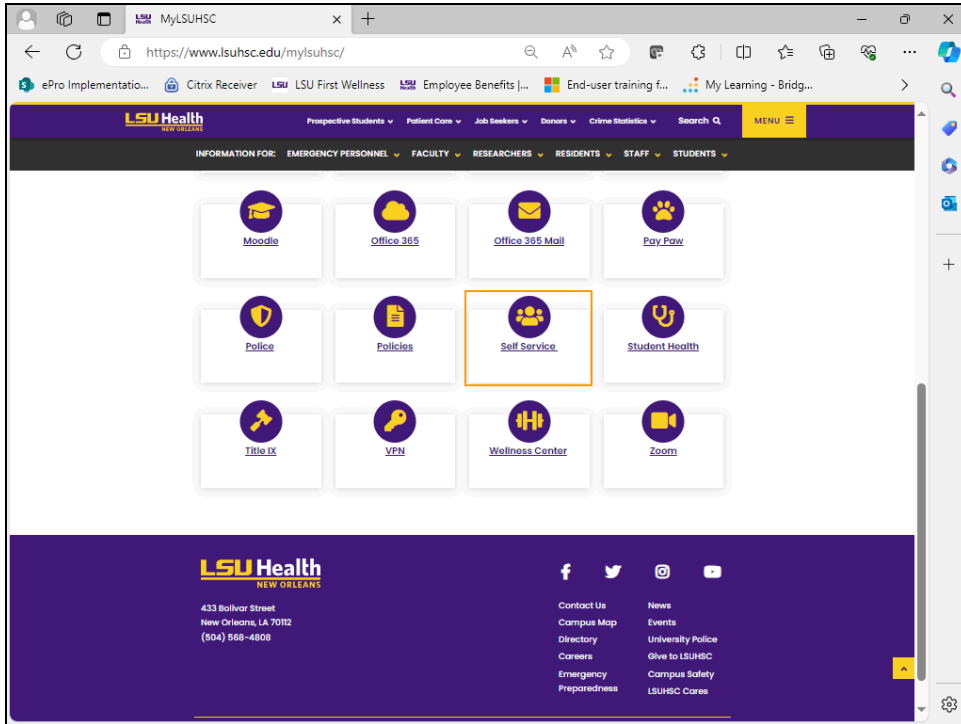 LSU Health MyLSUHSC
https://www.lsuhsc.edu/mylsuhsc/
ePro Implementatio... Citrix Receiver LSU LSU First Wellness LSU Health Employee Benefits |... End-user training f... My Learning - Bridg...
LSU Health
NEW ORLEANS
Prospective Students Patient Care Job Seekers Donors Crime Statistics Search MENU
INFORMATION FOR: EMERGENCY PERSONNEL FACULTY RESEARCHERS RESIDENTS STAFF STUDENTS
Moodle Office 365 Office 365 Mail Pay Paw
Police Policies Self Service Student Health
Title IX VPN Wellness Center Zoom
LSU Health
NEW ORLEANS
433 Bolivar Street
New Orleans, LA 70112
(504) 568-4808
Contact Us
Campus Map
Directory
Careers
Emergency
Preparedness
News
Events
University Police
Give to LSUHSC
Campus Safety
LSUHSC Cares